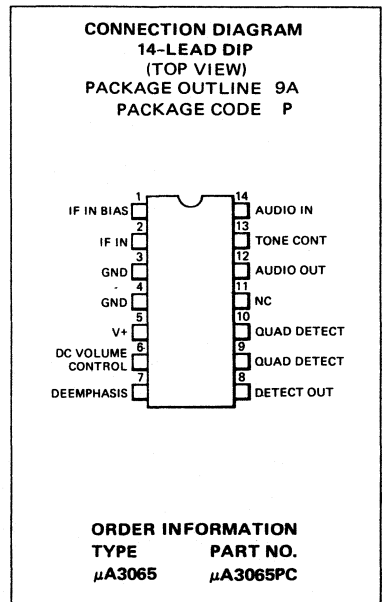 CONNECTION DIAGRAM
14-LEAD DIP
(TOP VIEW)
PACKAGE OUTLINE 9A
PACKAGE CODE P
1 14
IF IN BIAS AUDIO IN
2 13
IF IN TONE CONT
3 12
GND AUDIO OUT
4 11
GND NC
5 10
V+ QUAD DETECT
6 9
DC VOLUME CONTROL QUAD DETECT
7 8
DEEMPHASIS DETECT OUT
ORDER INFORMATION
TYPE PART NO.
μA3065 μA3065PC